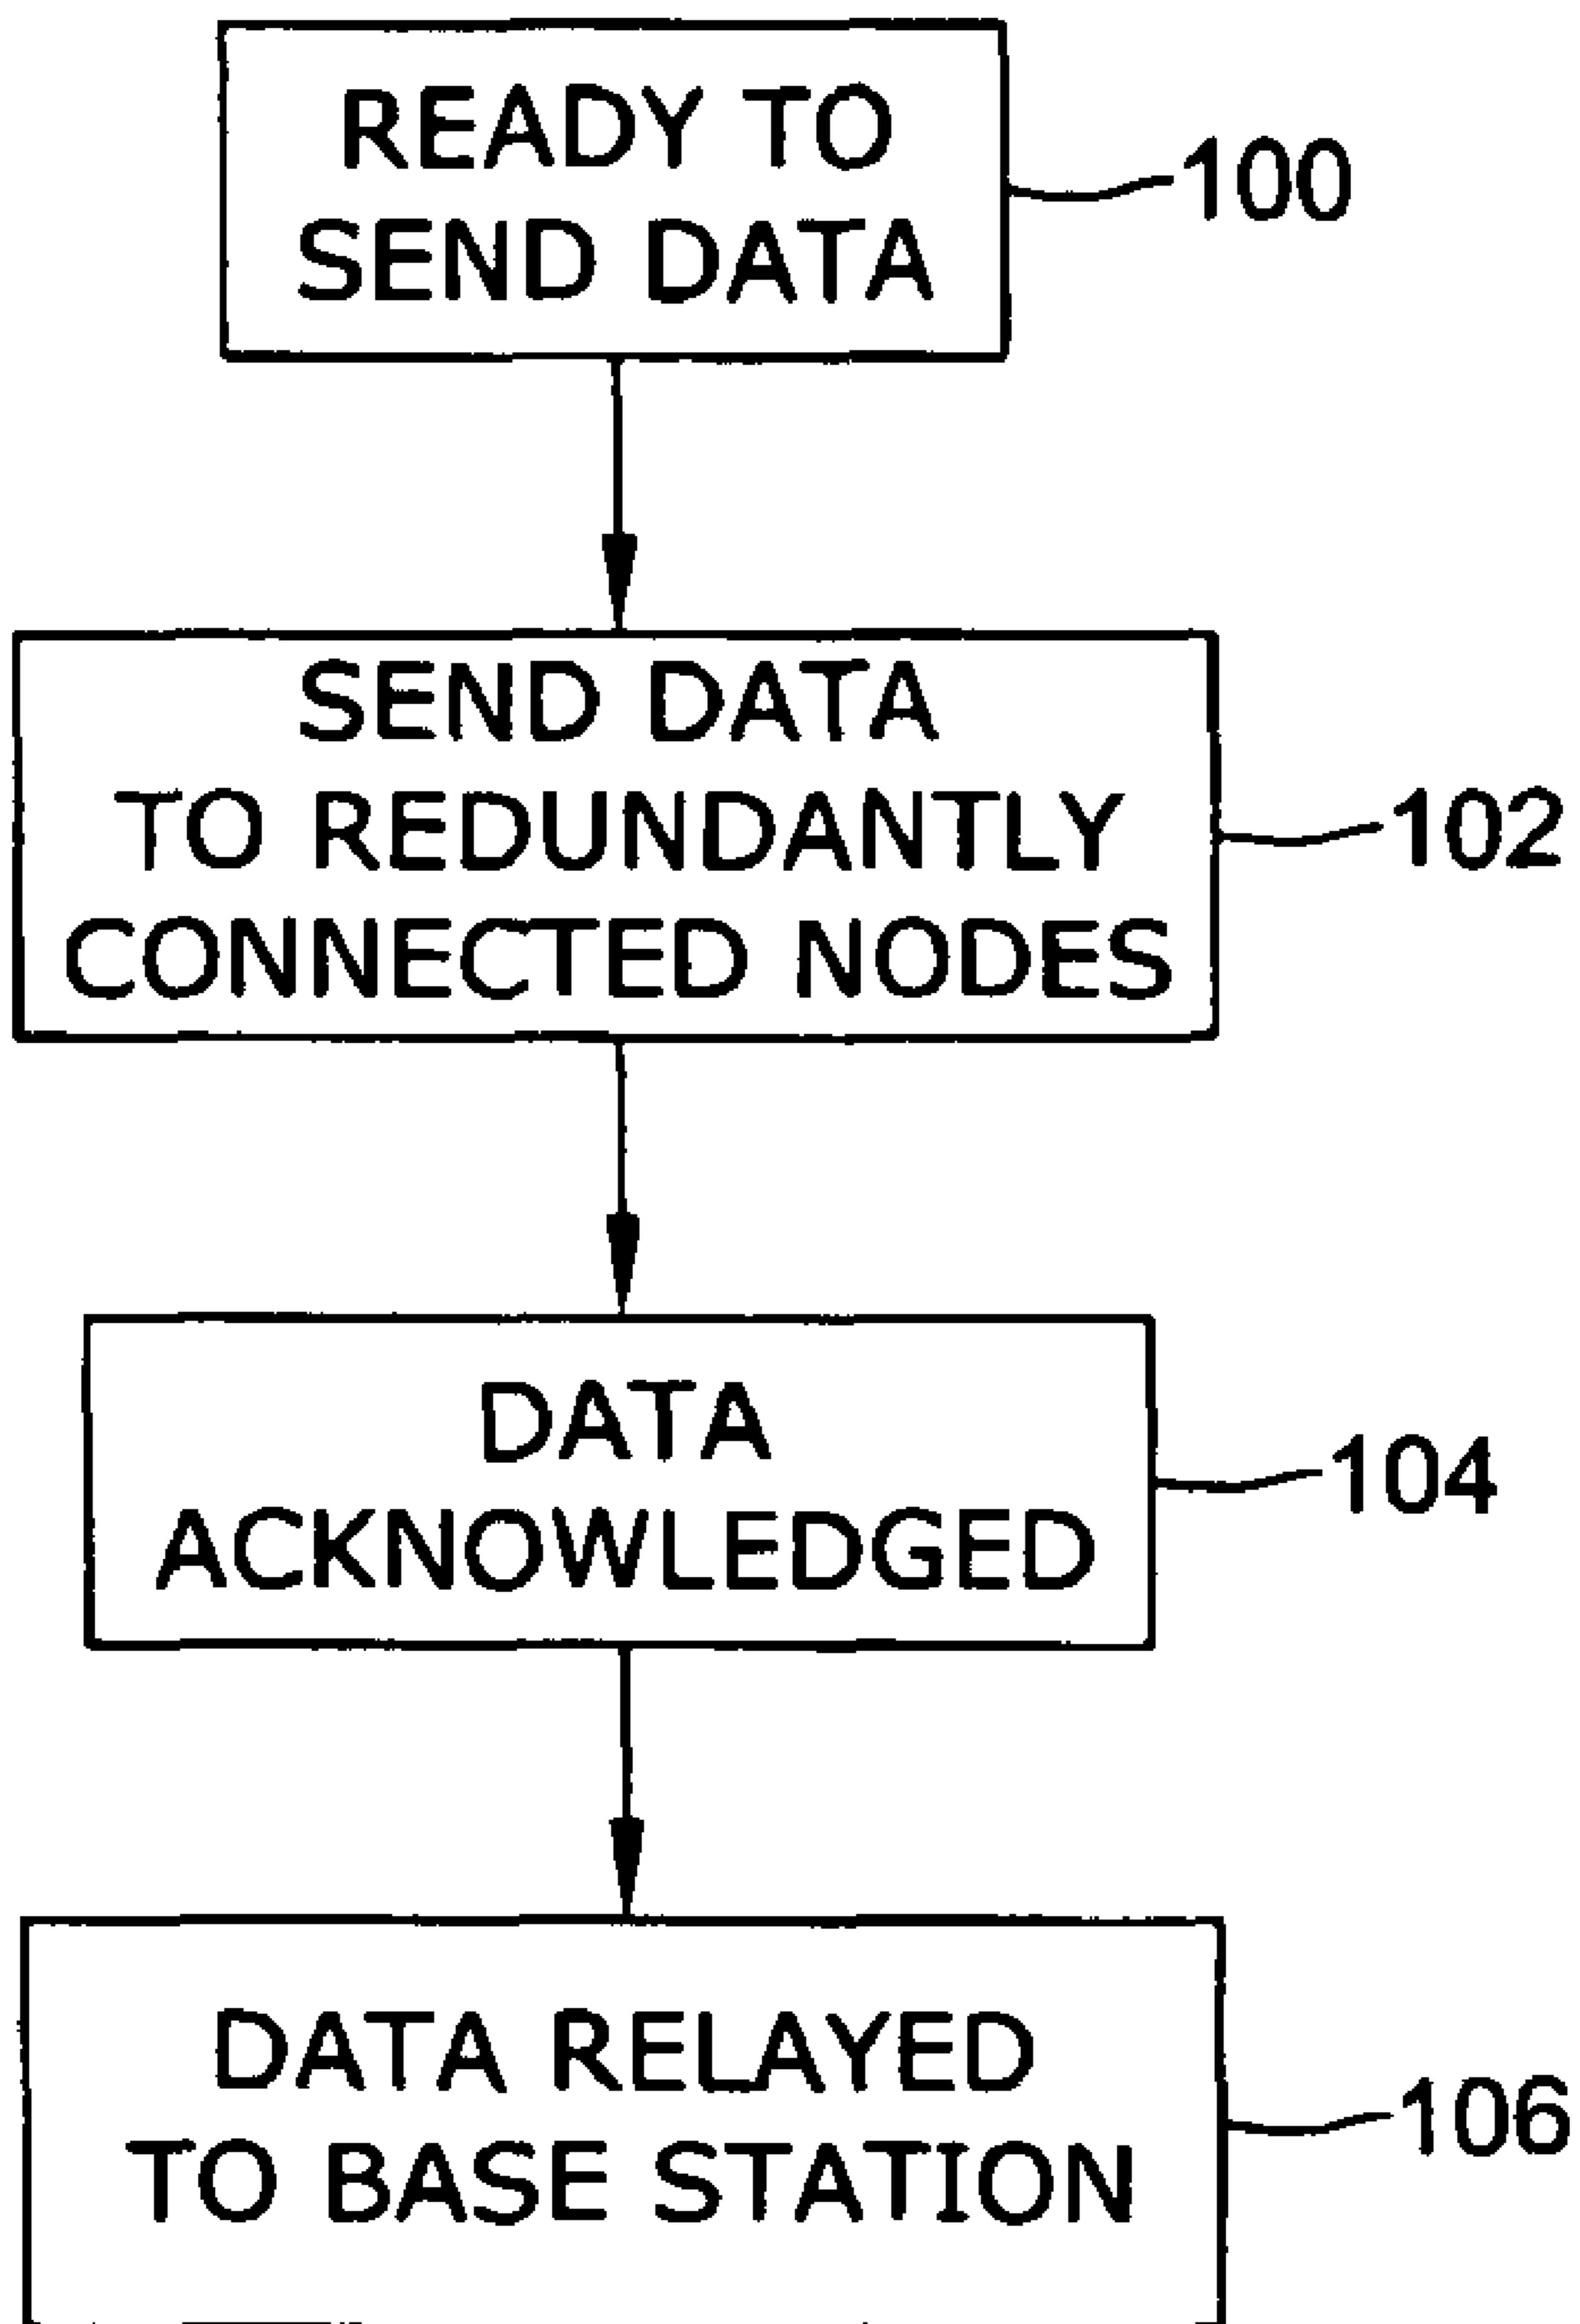 READY TO
SEND DATA
100
SEND DATA
TO REDUNDANTLY
CONNECTED NODES
102
DATA
ACKNOWLEDGED
104
DATA RELAYED
TO BASE STATION
106